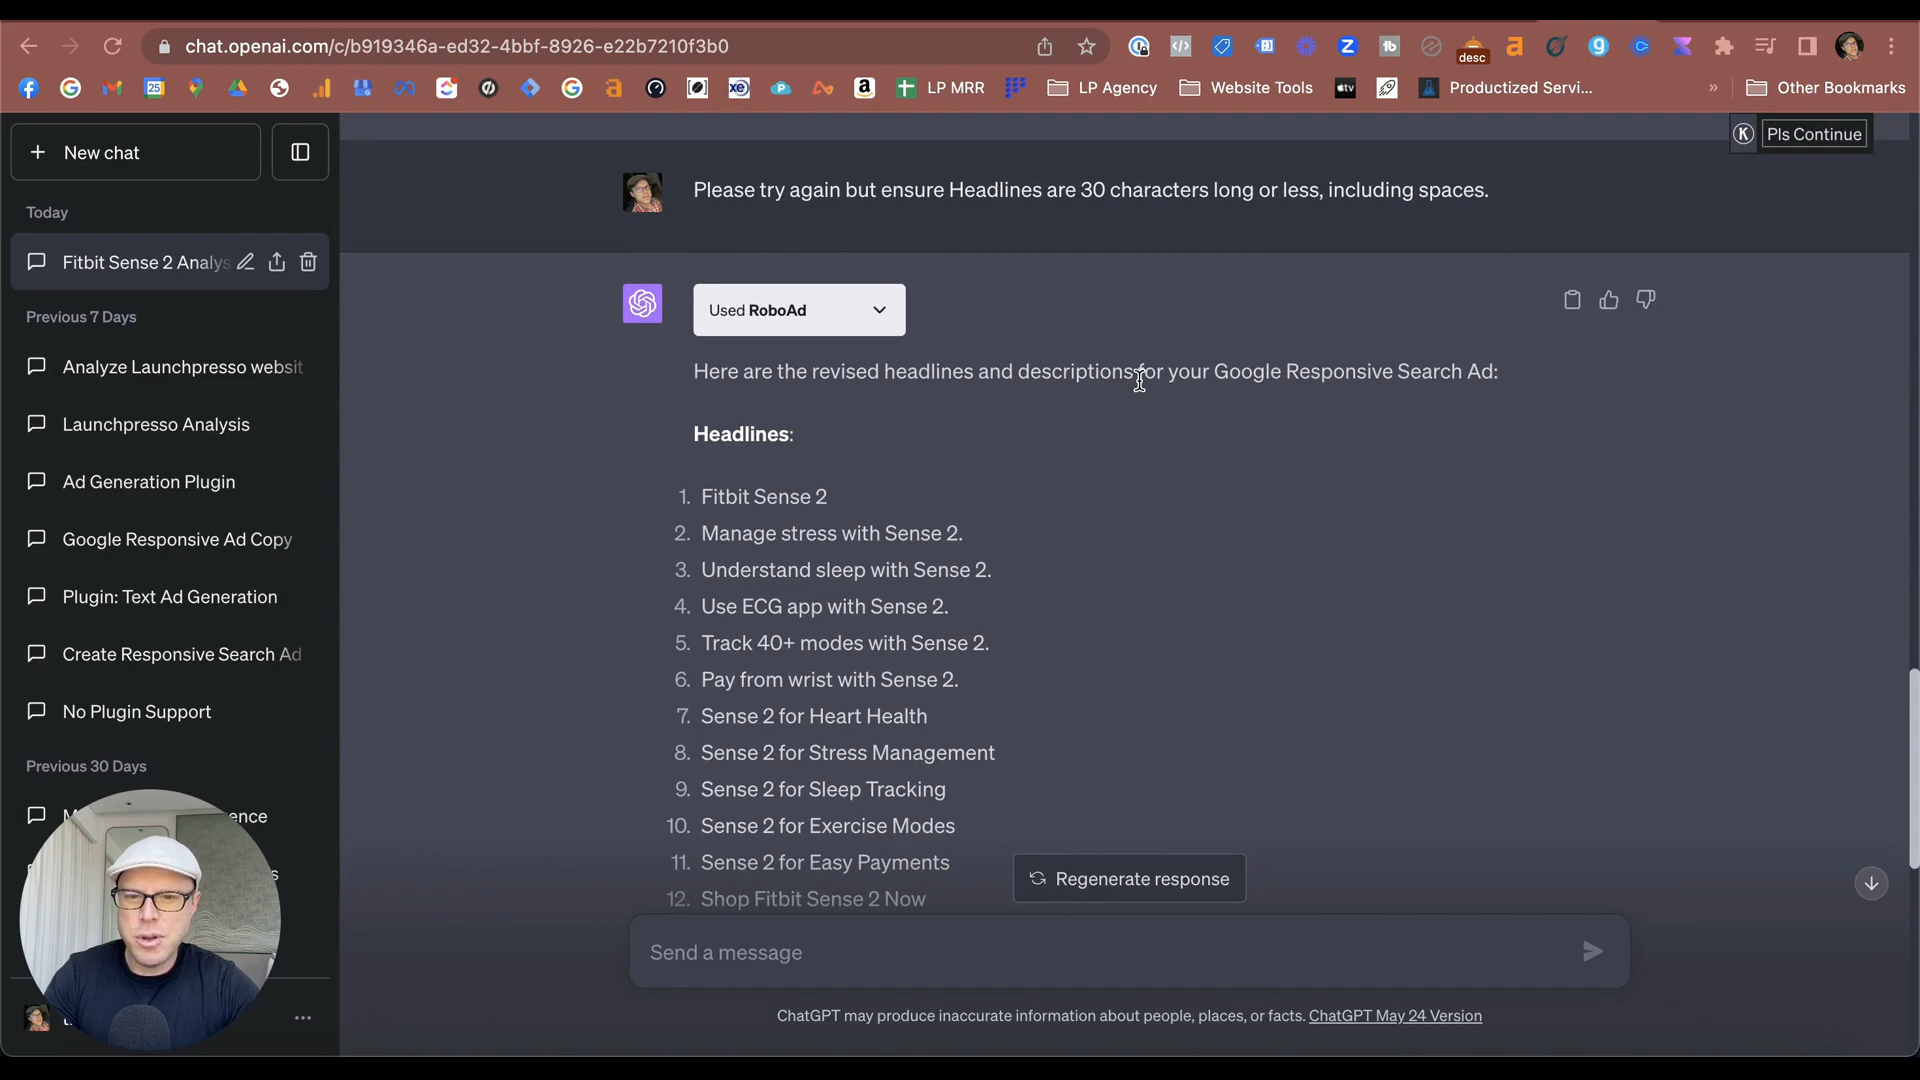 chat.openai.com/c/b919346a-ed32-4bbf-8926-e22b7210f3b0
desc
25
xe
LP MRR
LP Agency
Website Tools
tv
Productized Servi...
»
Other Bookmarks
New chat
K
Pls Continue
Please try again but ensure Headlines are 30 characters long or less, including spaces.
Today
Fitbit Sense 2 Analys
Used RoboAd
Previous 7 Days
Analyze Launchpresso websit
Here are the revised headlines and descriptions for your Google Responsive Search Ad:
Launchpresso Analysis
Headlines:
Ad Generation Plugin
1. Fitbit Sense 2
Google Responsive Ad Copy
2. Manage stress with Sense 2.
3. Understand sleep with Sense 2.
Plugin: Text Ad Generation
4. Use ECG app with Sense 2.
Create Responsive Search Ad
5. Track 40+ modes with Sense 2.
6. Pay from wrist with Sense 2.
No Plugin Support
7. Sense 2 for Heart Health
Previous 30 Days
8. Sense 2 for Stress Management
9. Sense 2 for Sleep Tracking
ence
10. Sense 2 for Exercise Modes
11. Sense 2 for Easy Payments
12. Shop Fitbit Sense 2 Now
Regenerate response
Send a message
ChatGPT may produce inaccurate information about people, places, or facts. ChatGPT May 24 Version